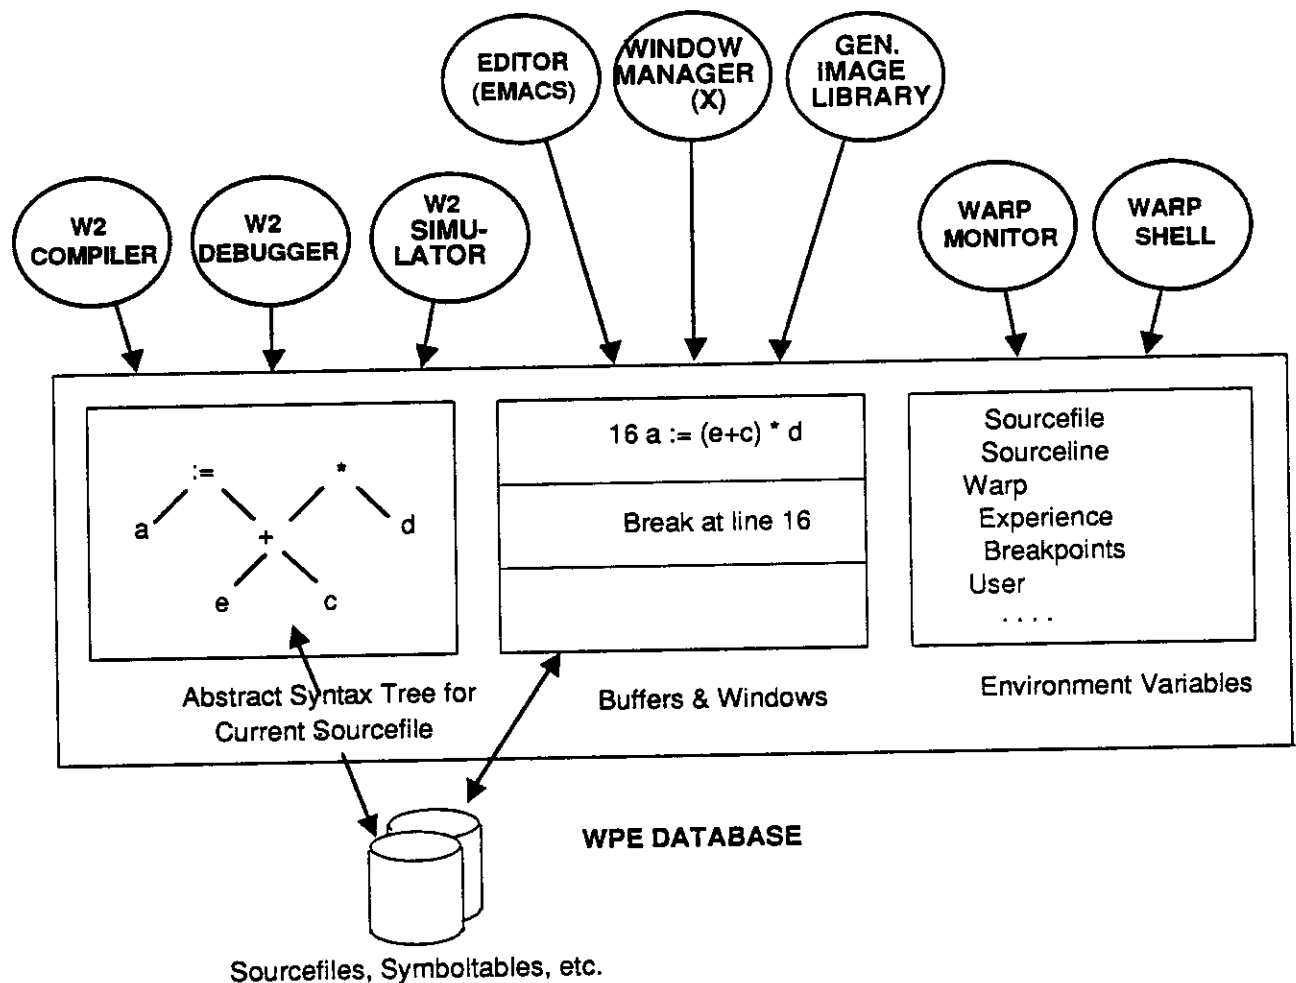 EDITOR
(EMACS)
WINDOW
MANAGER
(X)
GEN.
IMAGE
LIBRARY
W2
COMPILER
W2
DEBUGGER
W2
SIMU-
LATOR
WARP
MONITOR
WARP
SHELL
:=
*
a
+
d
e
c
Abstract Syntax Tree for
Current Sourcefile
16 a := (e+c) * d
Break at line 16
Buffers & Windows
Sourcefile
Sourceline
Warp
Experience
Breakpoints
User
. . . .
Environment Variables
WPE DATABASE
Sourcefiles, Symboltables, etc.